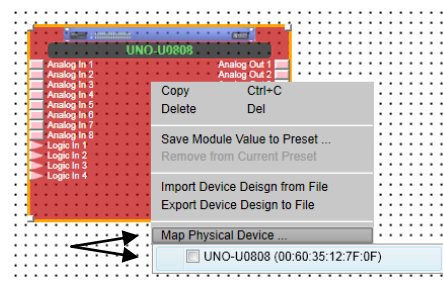 UNO-U0808
Analog In 1
Analog Out 1
Analog In 2
Analog Out 2
Analog In 3
Analog In 4
Analog In 5
Analog In 6
Analog In 7
Analog In 8
Logic In 1
Logic In 2
Logic In 3
Logic In 4
Copy Ctrl+C
Delete Del
Save Module Value to Preset ...
Remove from Current Preset
Import Device Deisgn from File
Export Device Design to File
Map Physical Device ...
UNO-U0808 (00:60:35:12:7F:0F)